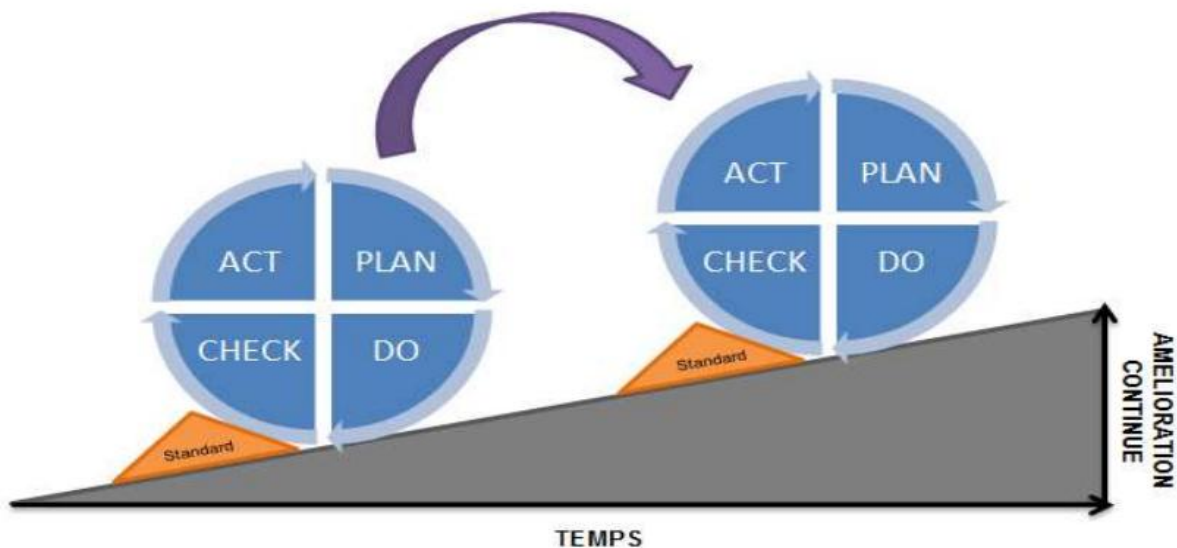 ACT PLAN
CHECK DO
Standard
ACT PLAN
CHECK DO
Standard
AMELIORATION
CONTINUE
TEMPS